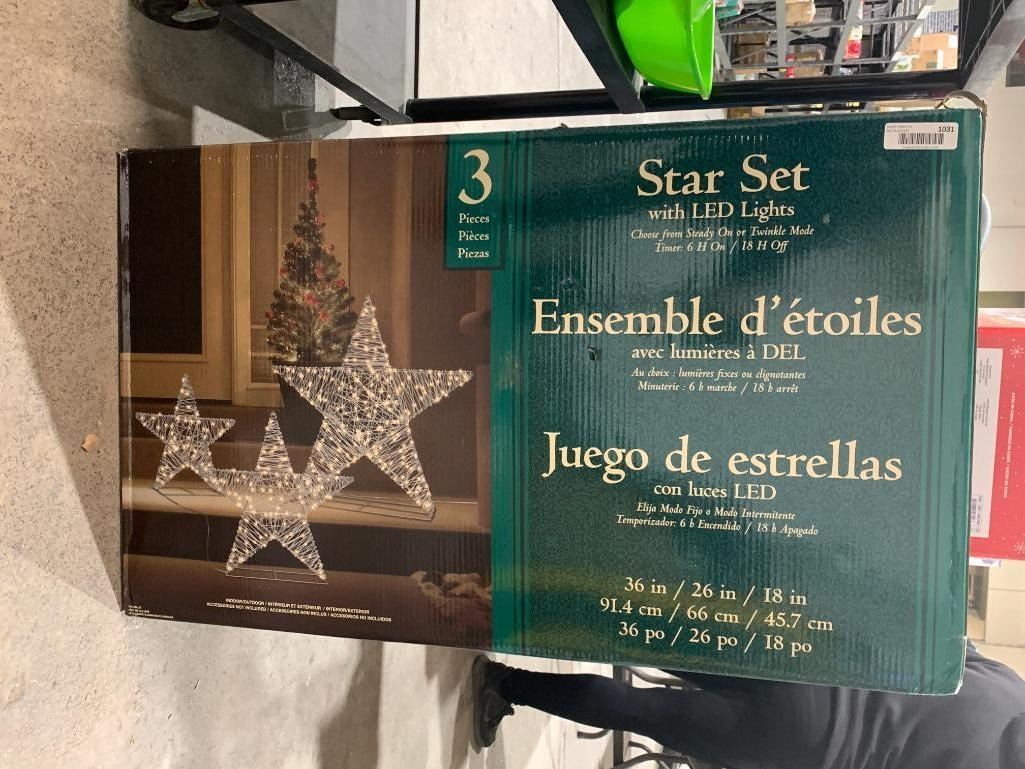 3
Pieces
Pièces
Piezas
Star Set
with LED Lights
Choose from Steady On or Twinkle Mode
Timer: 6 H On / 18 H Off
Ensemble d'étoiles
avec lumières à DEL
Au choix : lumières fixes ou clignotantes
Minuterie : 6 h marche / 18 h arrêt
Juego de estrellas
con luces LED
Elija Modo Fijo o Modo Intermitente
Temporizador: 6 h Encendido / 18 h Apagado
36 in / 26 in / 18 in
91.4 cm / 66 cm / 45.7 cm
36 po / 26 po / 18 po
INDOOR/OUTDOOR / INTÉRIEUR ET EXTÉRIEUR / INTERIOR/EXTERIOR
ACCESSORIES NOT INCLUDED / ACCESSOIRES NON INCLUS / ACCESORIOS NO INCLUIDOS
1031